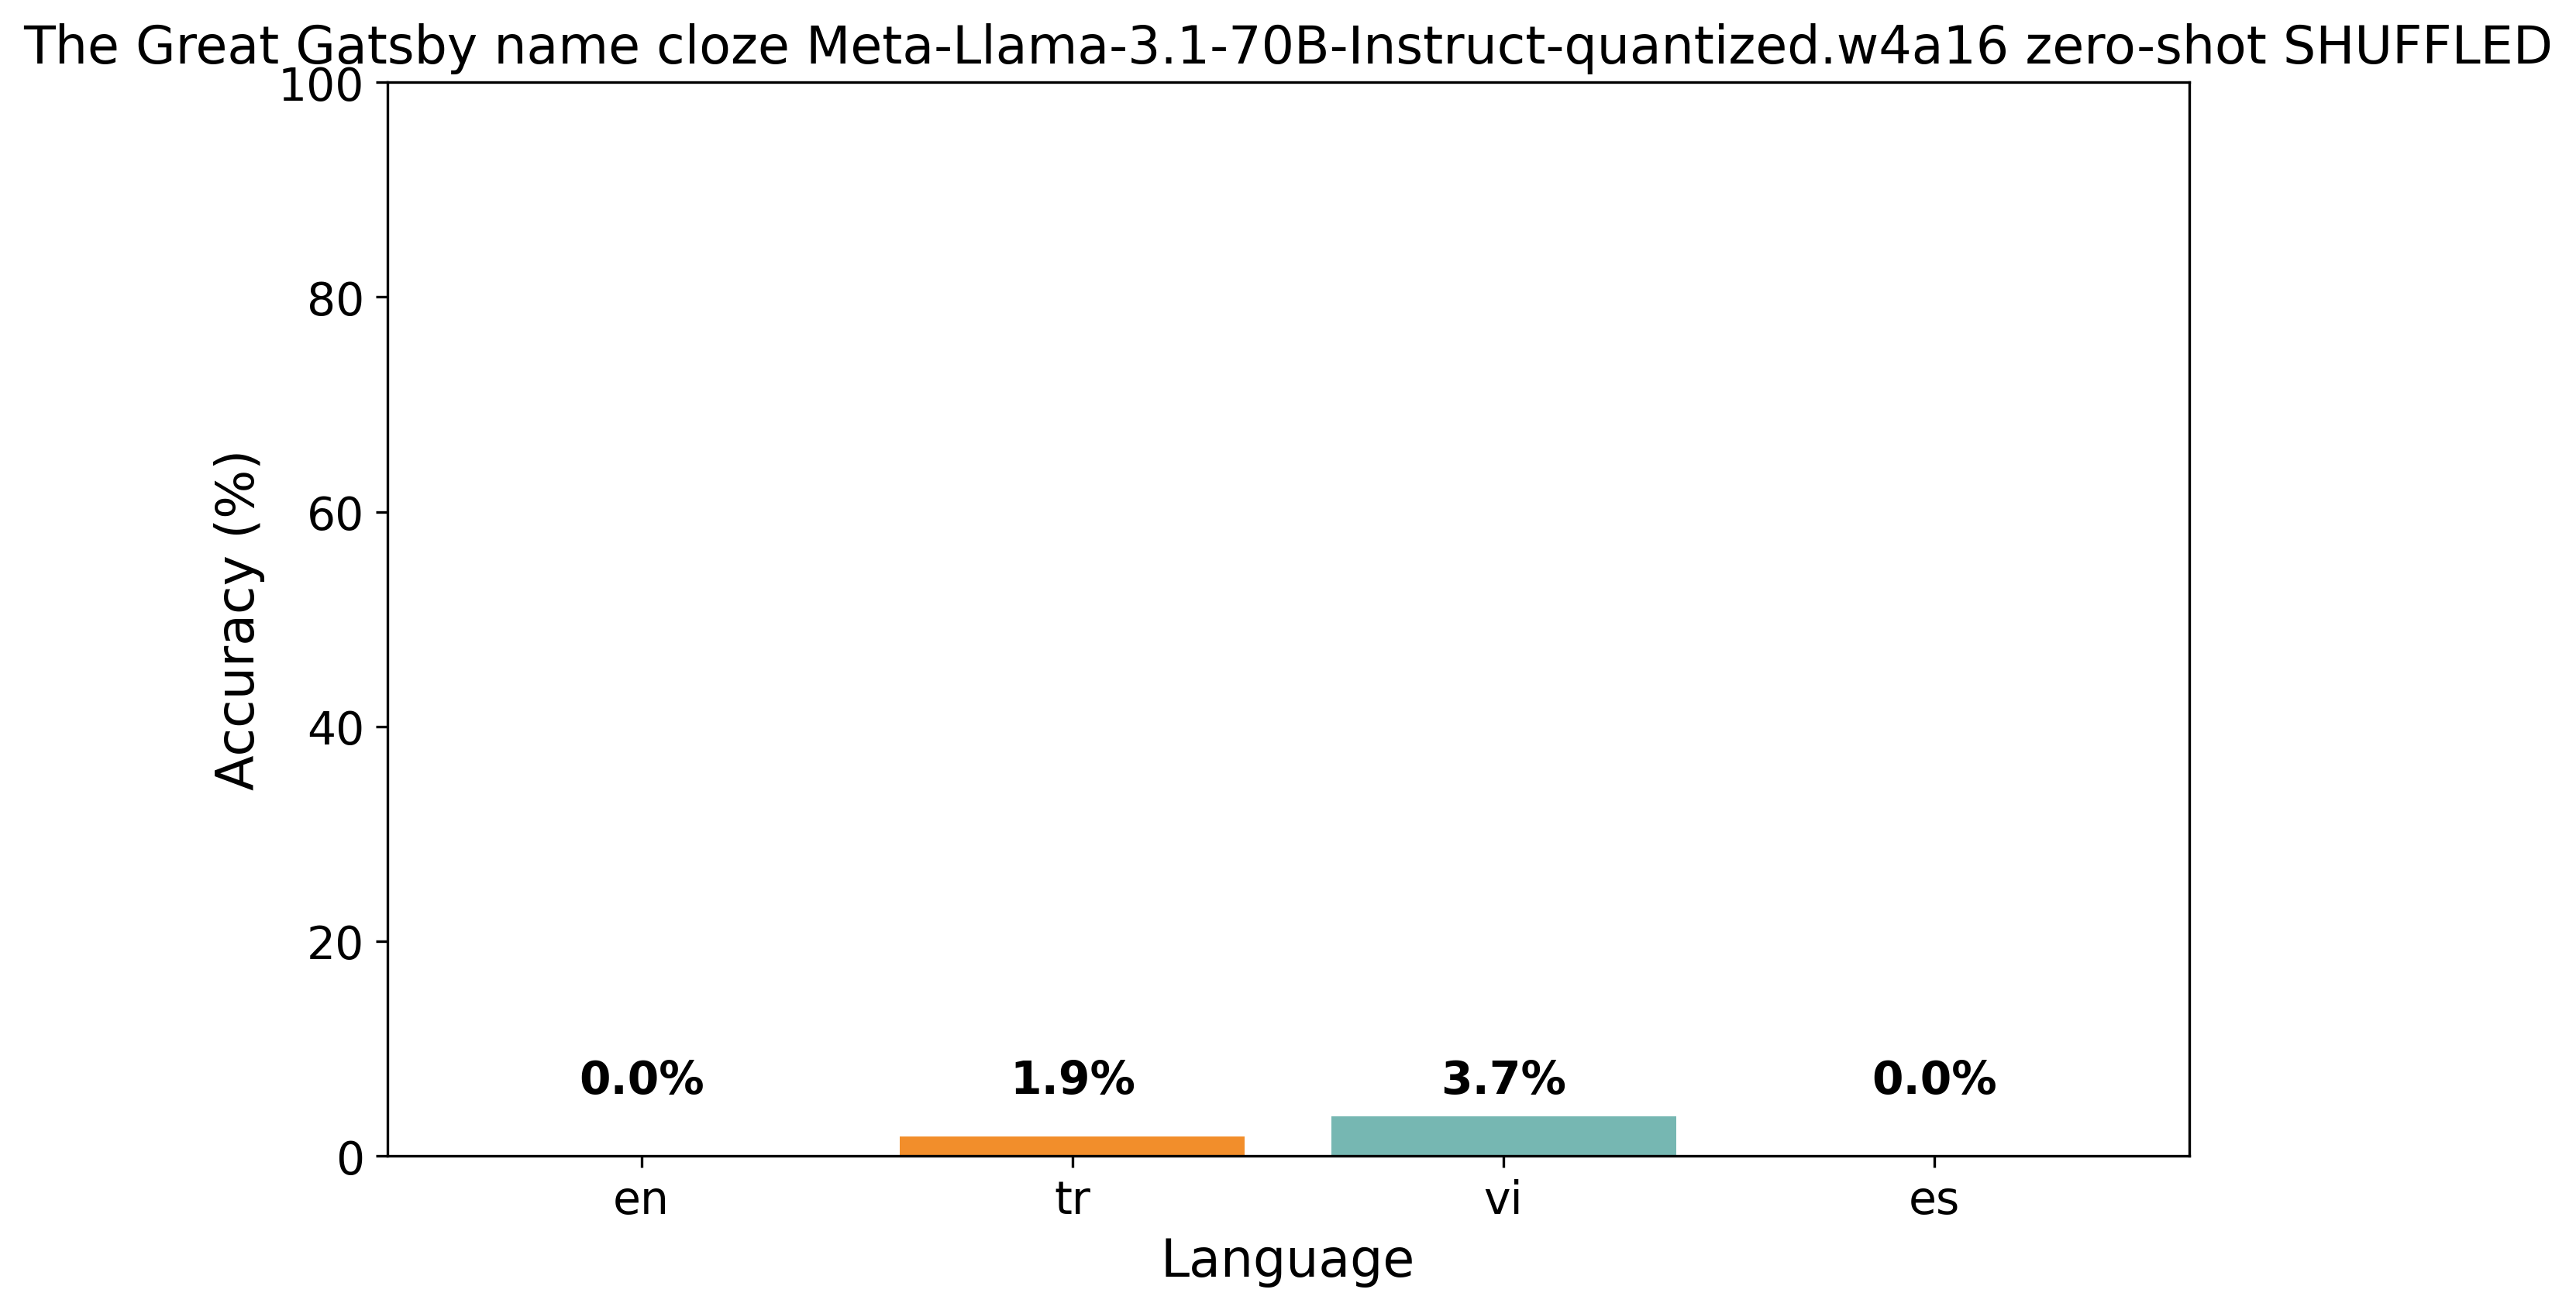 The Great Gatsby name cloze Meta-Llama-3.1-70B-Instruct-quantized.w4a16 zero-shot SHUFFLED
100
80
60
40
20
0
Accuracy (%)
0.0%
1.9%
3.7%
0.0%
en
tr
vi
es
Language